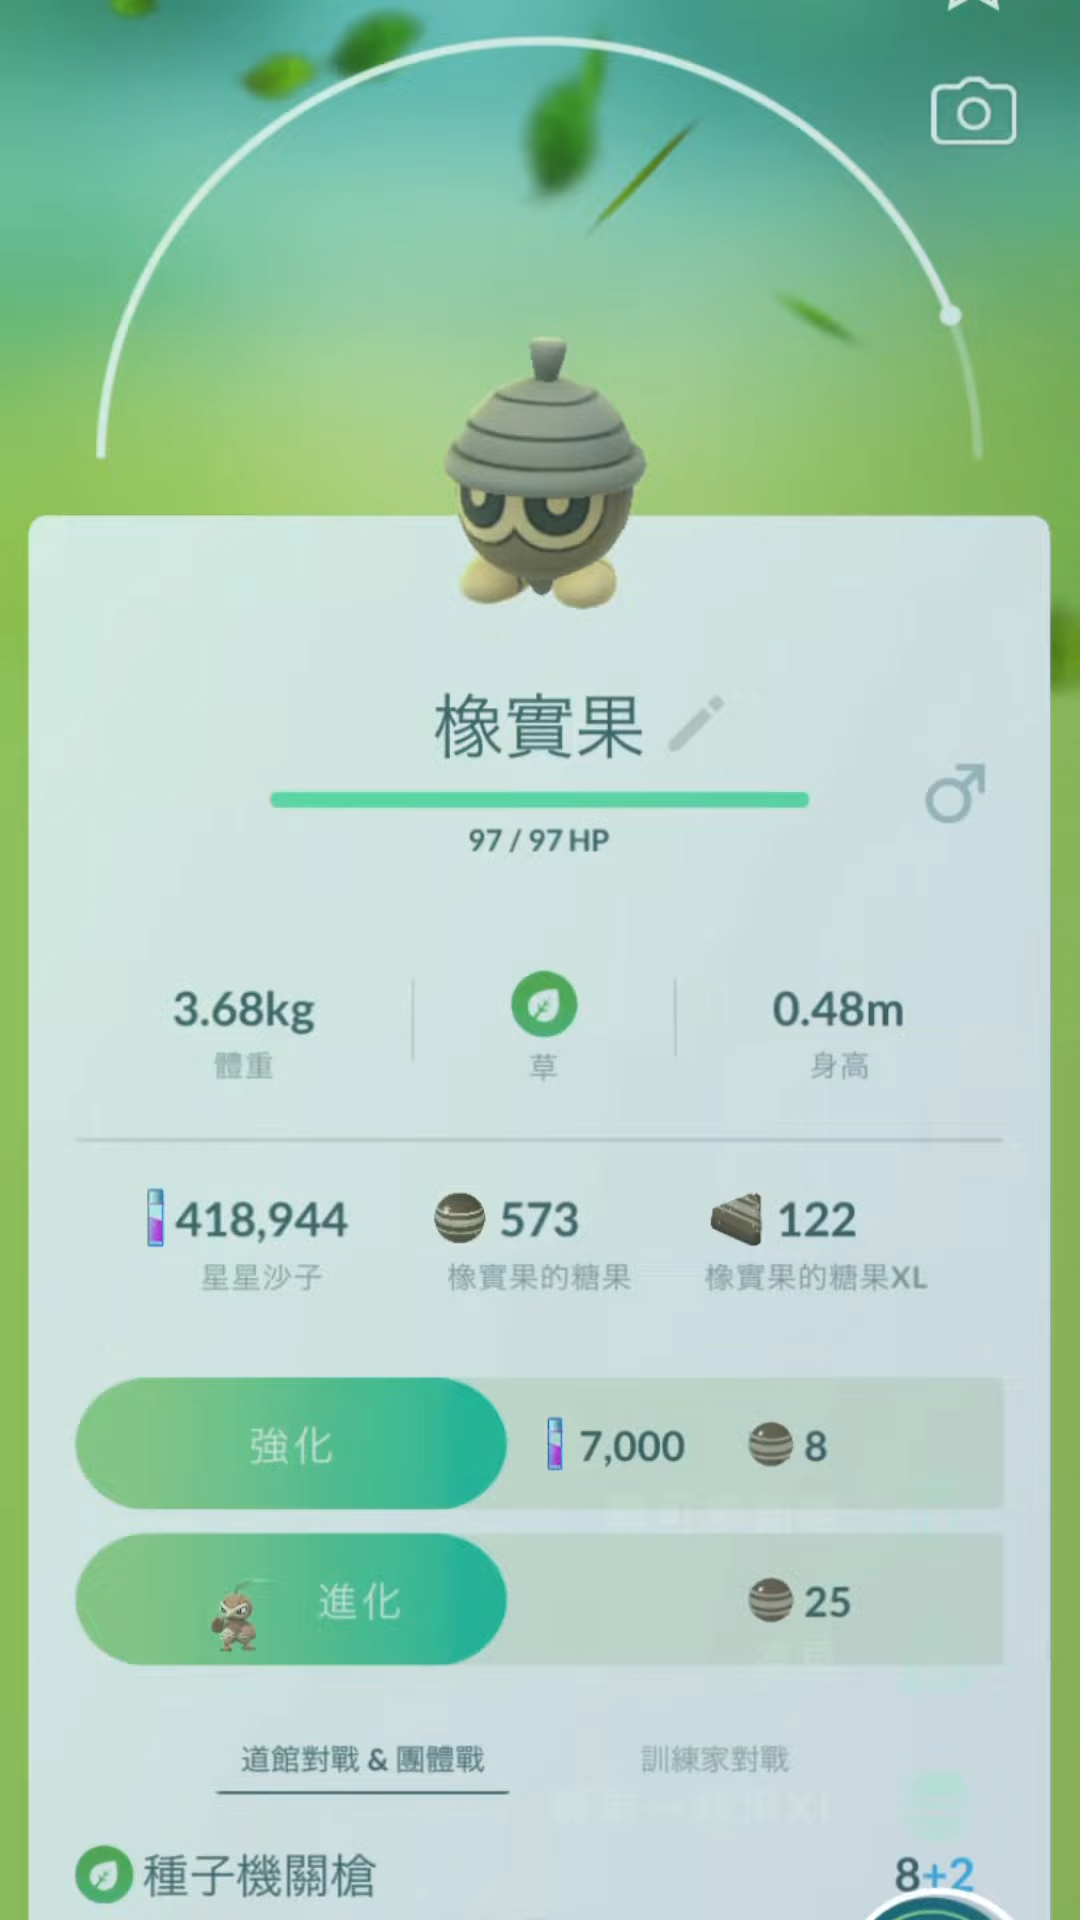 橡實果
97 / 97 HP
3.68kg
體重
草
0.48m
身高
418,944
星星沙子
573
橡實果的糖果
122
橡實果的糖果XL
強化
7,000
8
進化
25
道館對戰 & 團體戰
訓練家對戰
種子機關槍
8+2